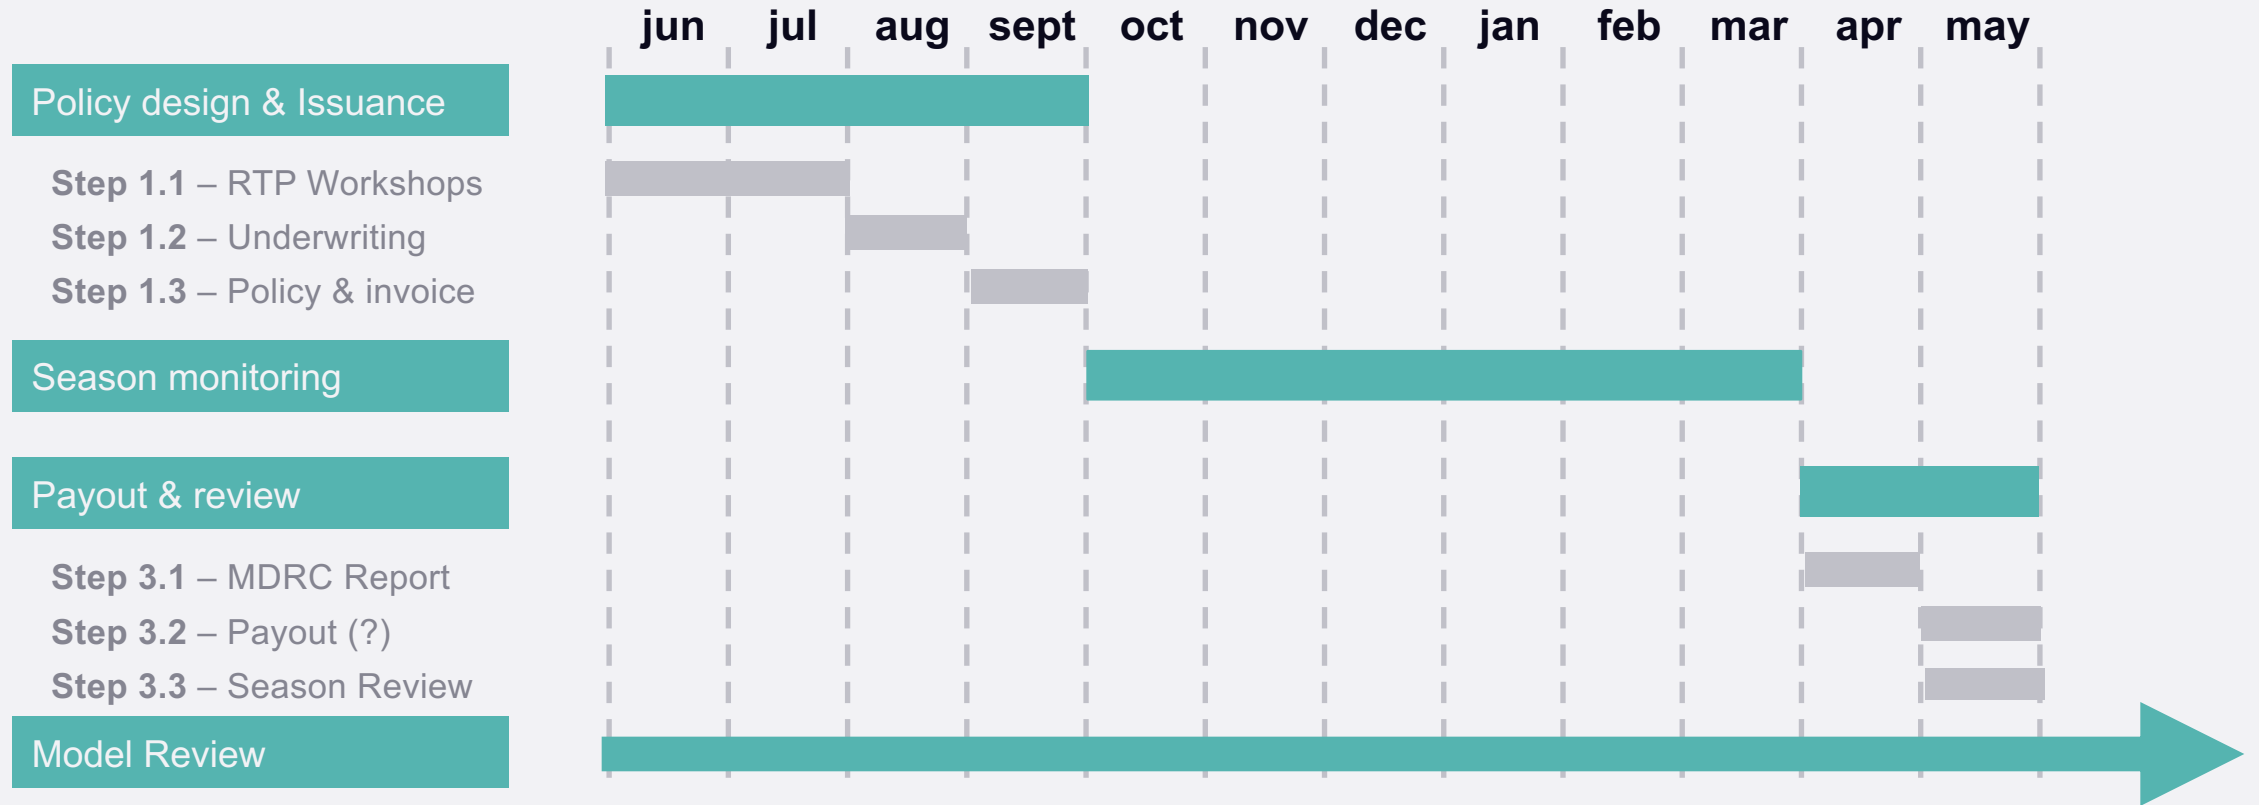 jun jul aug sept oct nov dec jan feb mar apr may
Policy design & Issuance
Step 1.1 – RTP Workshops
Step 1.2 – Underwriting
Step 1.3 – Policy & invoice
Season monitoring
Payout & review
Step 3.1 – MDRC Report
Step 3.2 – Payout (?)
Step 3.3 – Season Review
Model Review